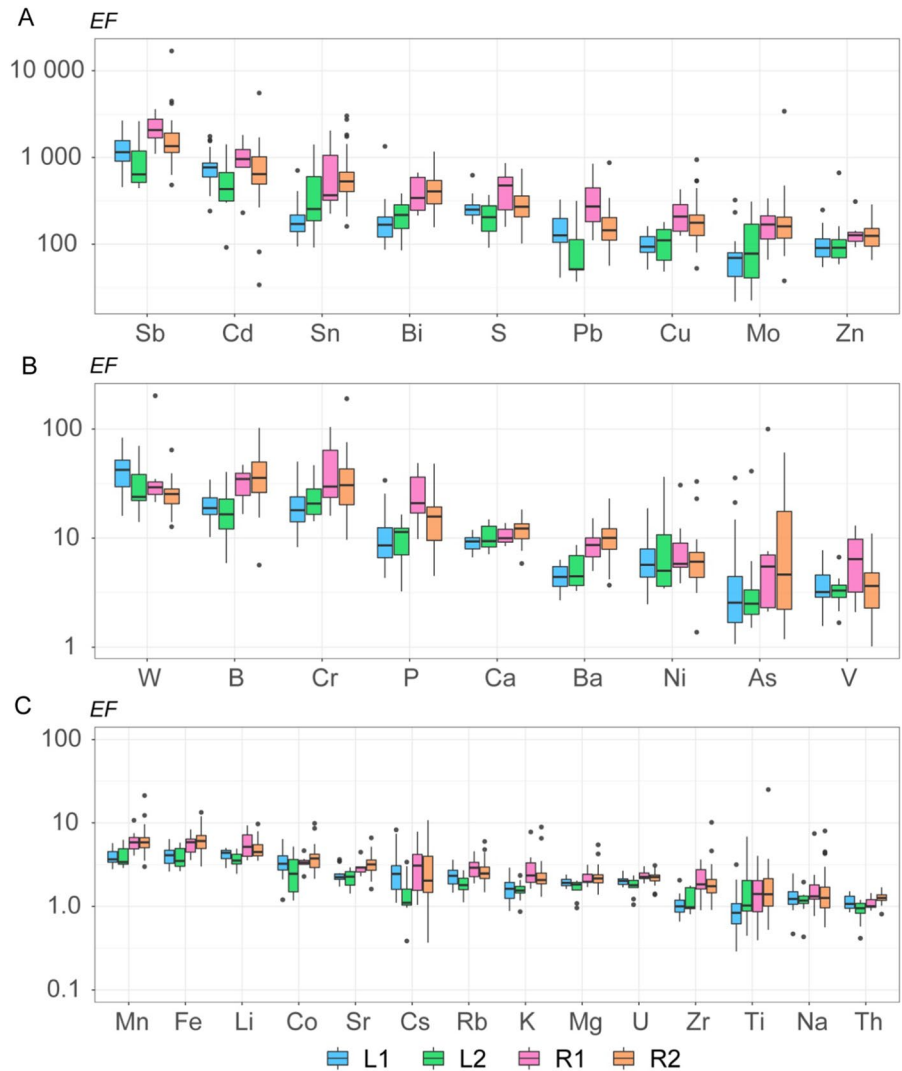 A
EF
10 000
1 000
100
Sb Cd Sn Bi S Pb Cu Mo Zn
B
EF
100
10
1
W B Cr P Ca Ba Ni As V
C
EF
100
10
1.0
0.1
Mn Fe Li Co Sr Cs Rb K Mg U Zr Ti Na Th
L1 L2 R1 R2